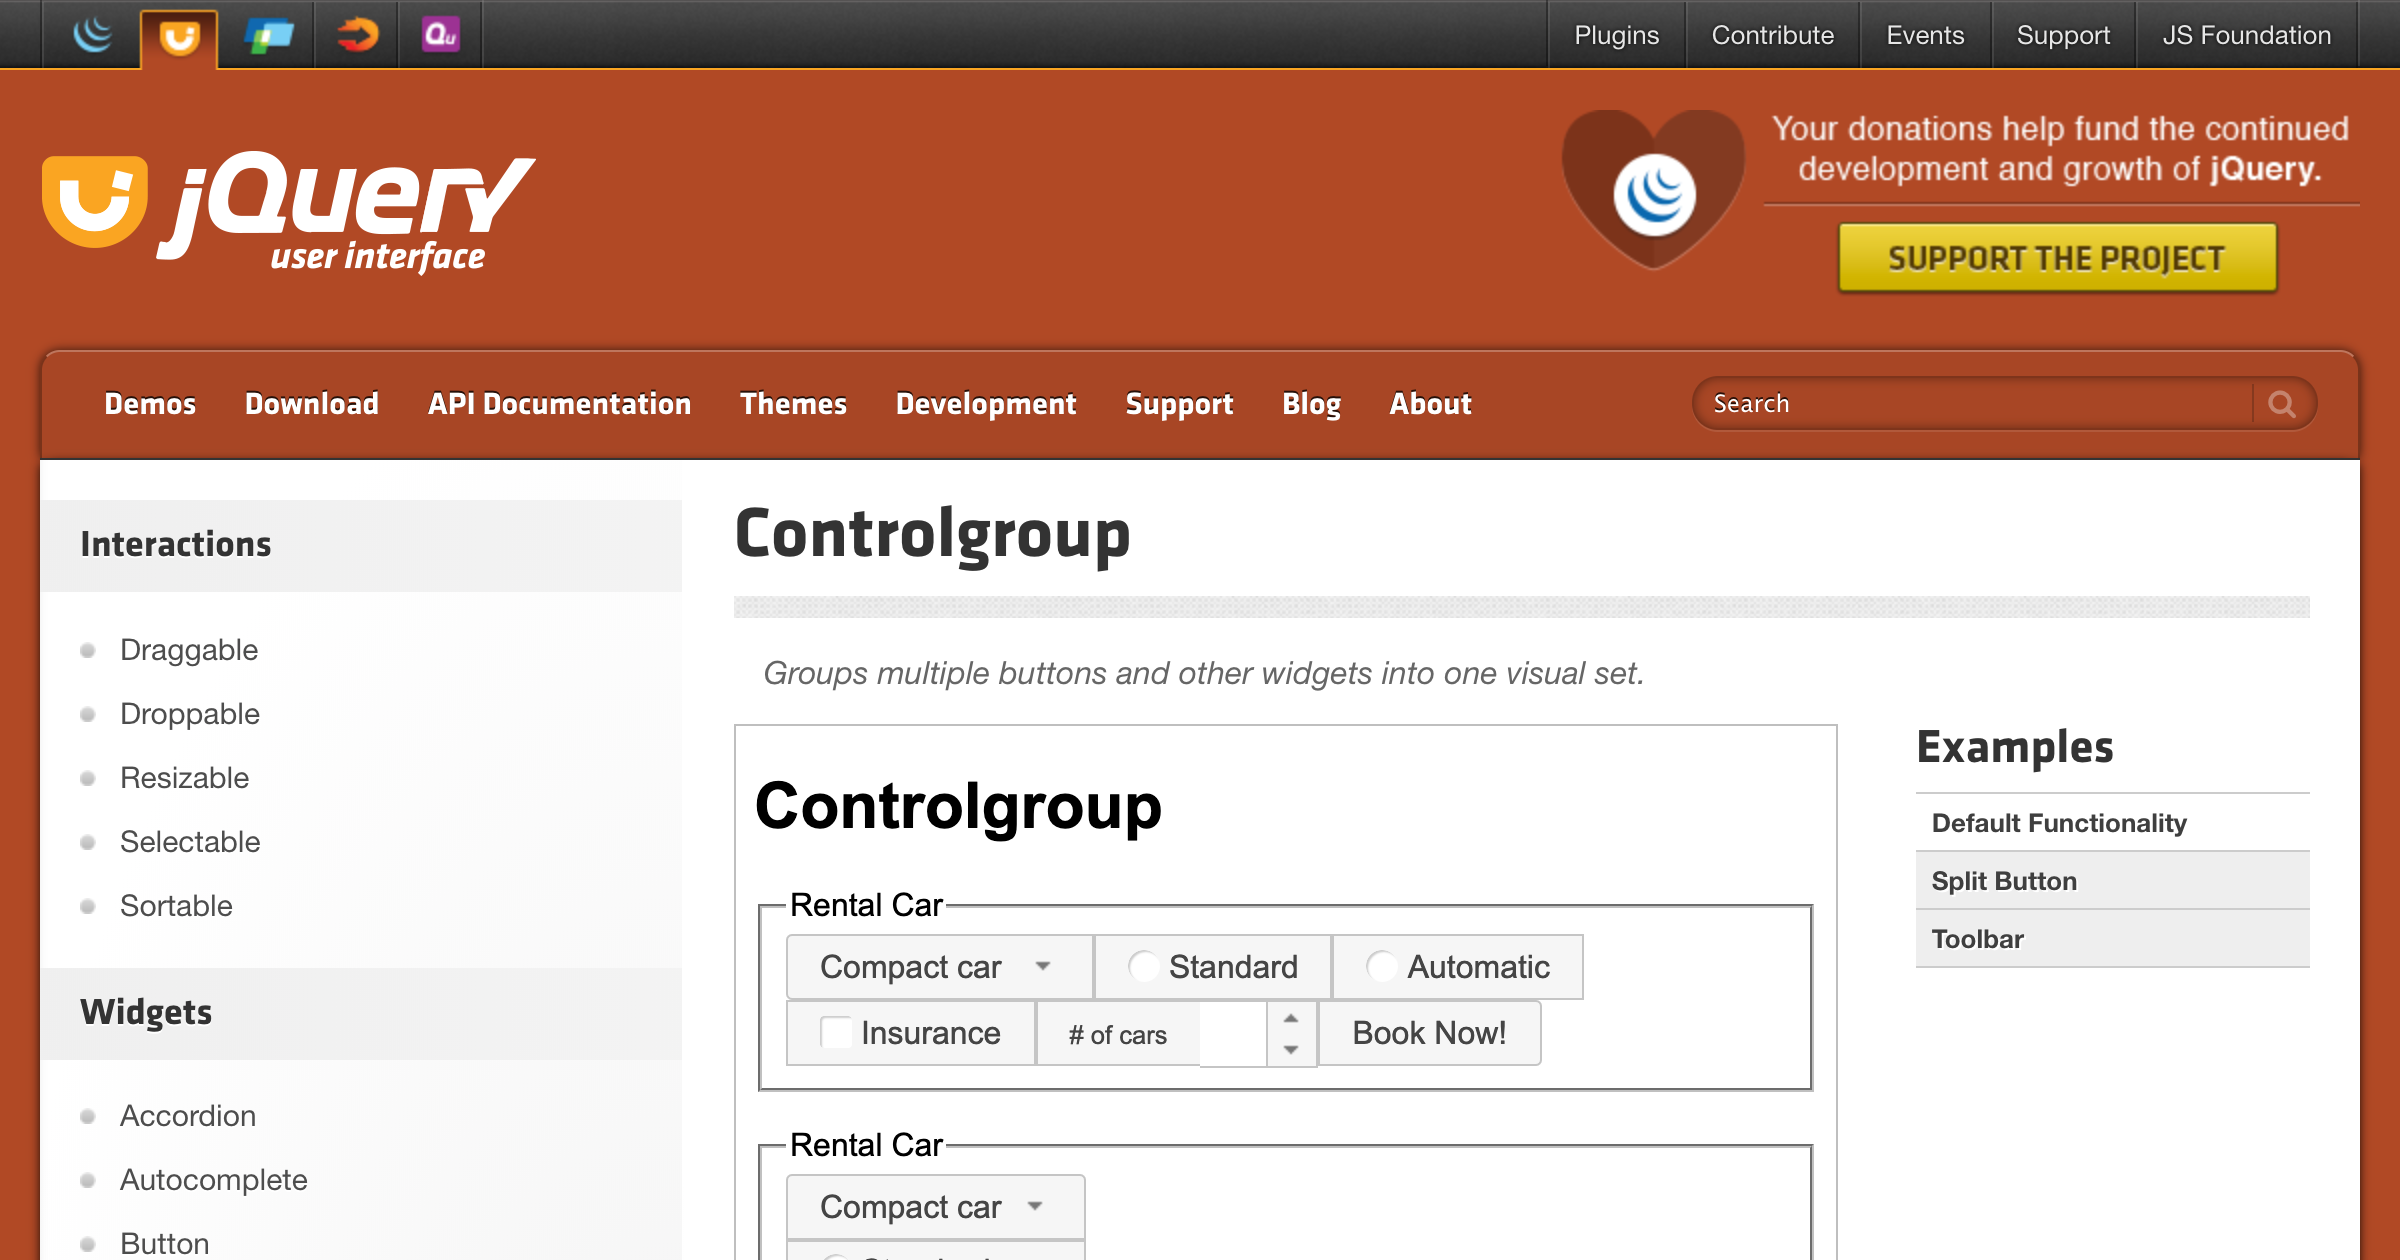 Qu
Plugins Contribute Events Support JS Foundation
jQuery
user interface
Your donations help fund the continued
development and growth of jQuery.
SUPPORT THE PROJECT
Demos Download API Documentation Themes Development Support Blog About Search
Interactions
Draggable
Droppable
Resizable
Selectable
Sortable
Widgets
Accordion
Autocomplete
Button
Controlgroup
Groups multiple buttons and other widgets into one visual set.
Controlgroup
Rental Car
Compact car Standard Automatic
Insurance # of cars Book Now!
Rental Car
Compact car
Examples
Default Functionality
Split Button
Toolbar